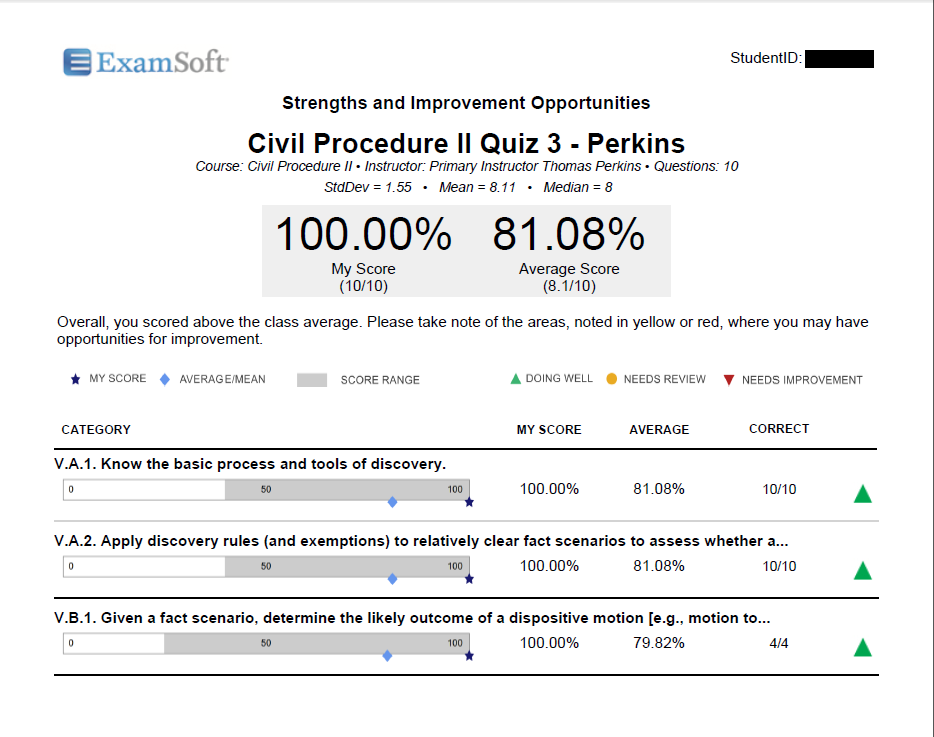 ExamSoft
StudentID:
Strengths and Improvement Opportunities
Civil Procedure II Quiz 3 - Perkins
Course: Civil Procedure II • Instructor: Primary Instructor Thomas Perkins • Questions: 10
StdDev = 1.55 • Mean = 8.11 • Median = 8
100.00% 81.08%
My Score Average Score
(10/10) (8.1/10)
Overall, you scored above the class average. Please take note of the areas, noted in yellow or red, where you may have
opportunities for improvement.
MY SCORE AVERAGE/MEAN SCORE RANGE DOING WELL NEEDS REVIEW NEEDS IMPROVEMENT
CATEGORY MY SCORE AVERAGE CORRECT
V.A.1. Know the basic process and tools of discovery.
0 50 100 100.00% 81.08% 10/10
V.A.2. Apply discovery rules (and exemptions) to relatively clear fact scenarios to assess whether a...
0 50 100 100.00% 81.08% 10/10
V.B.1. Given a fact scenario, determine the likely outcome of a dispositive motion [e.g., motion to...
0 50 100 100.00% 79.82% 4/4